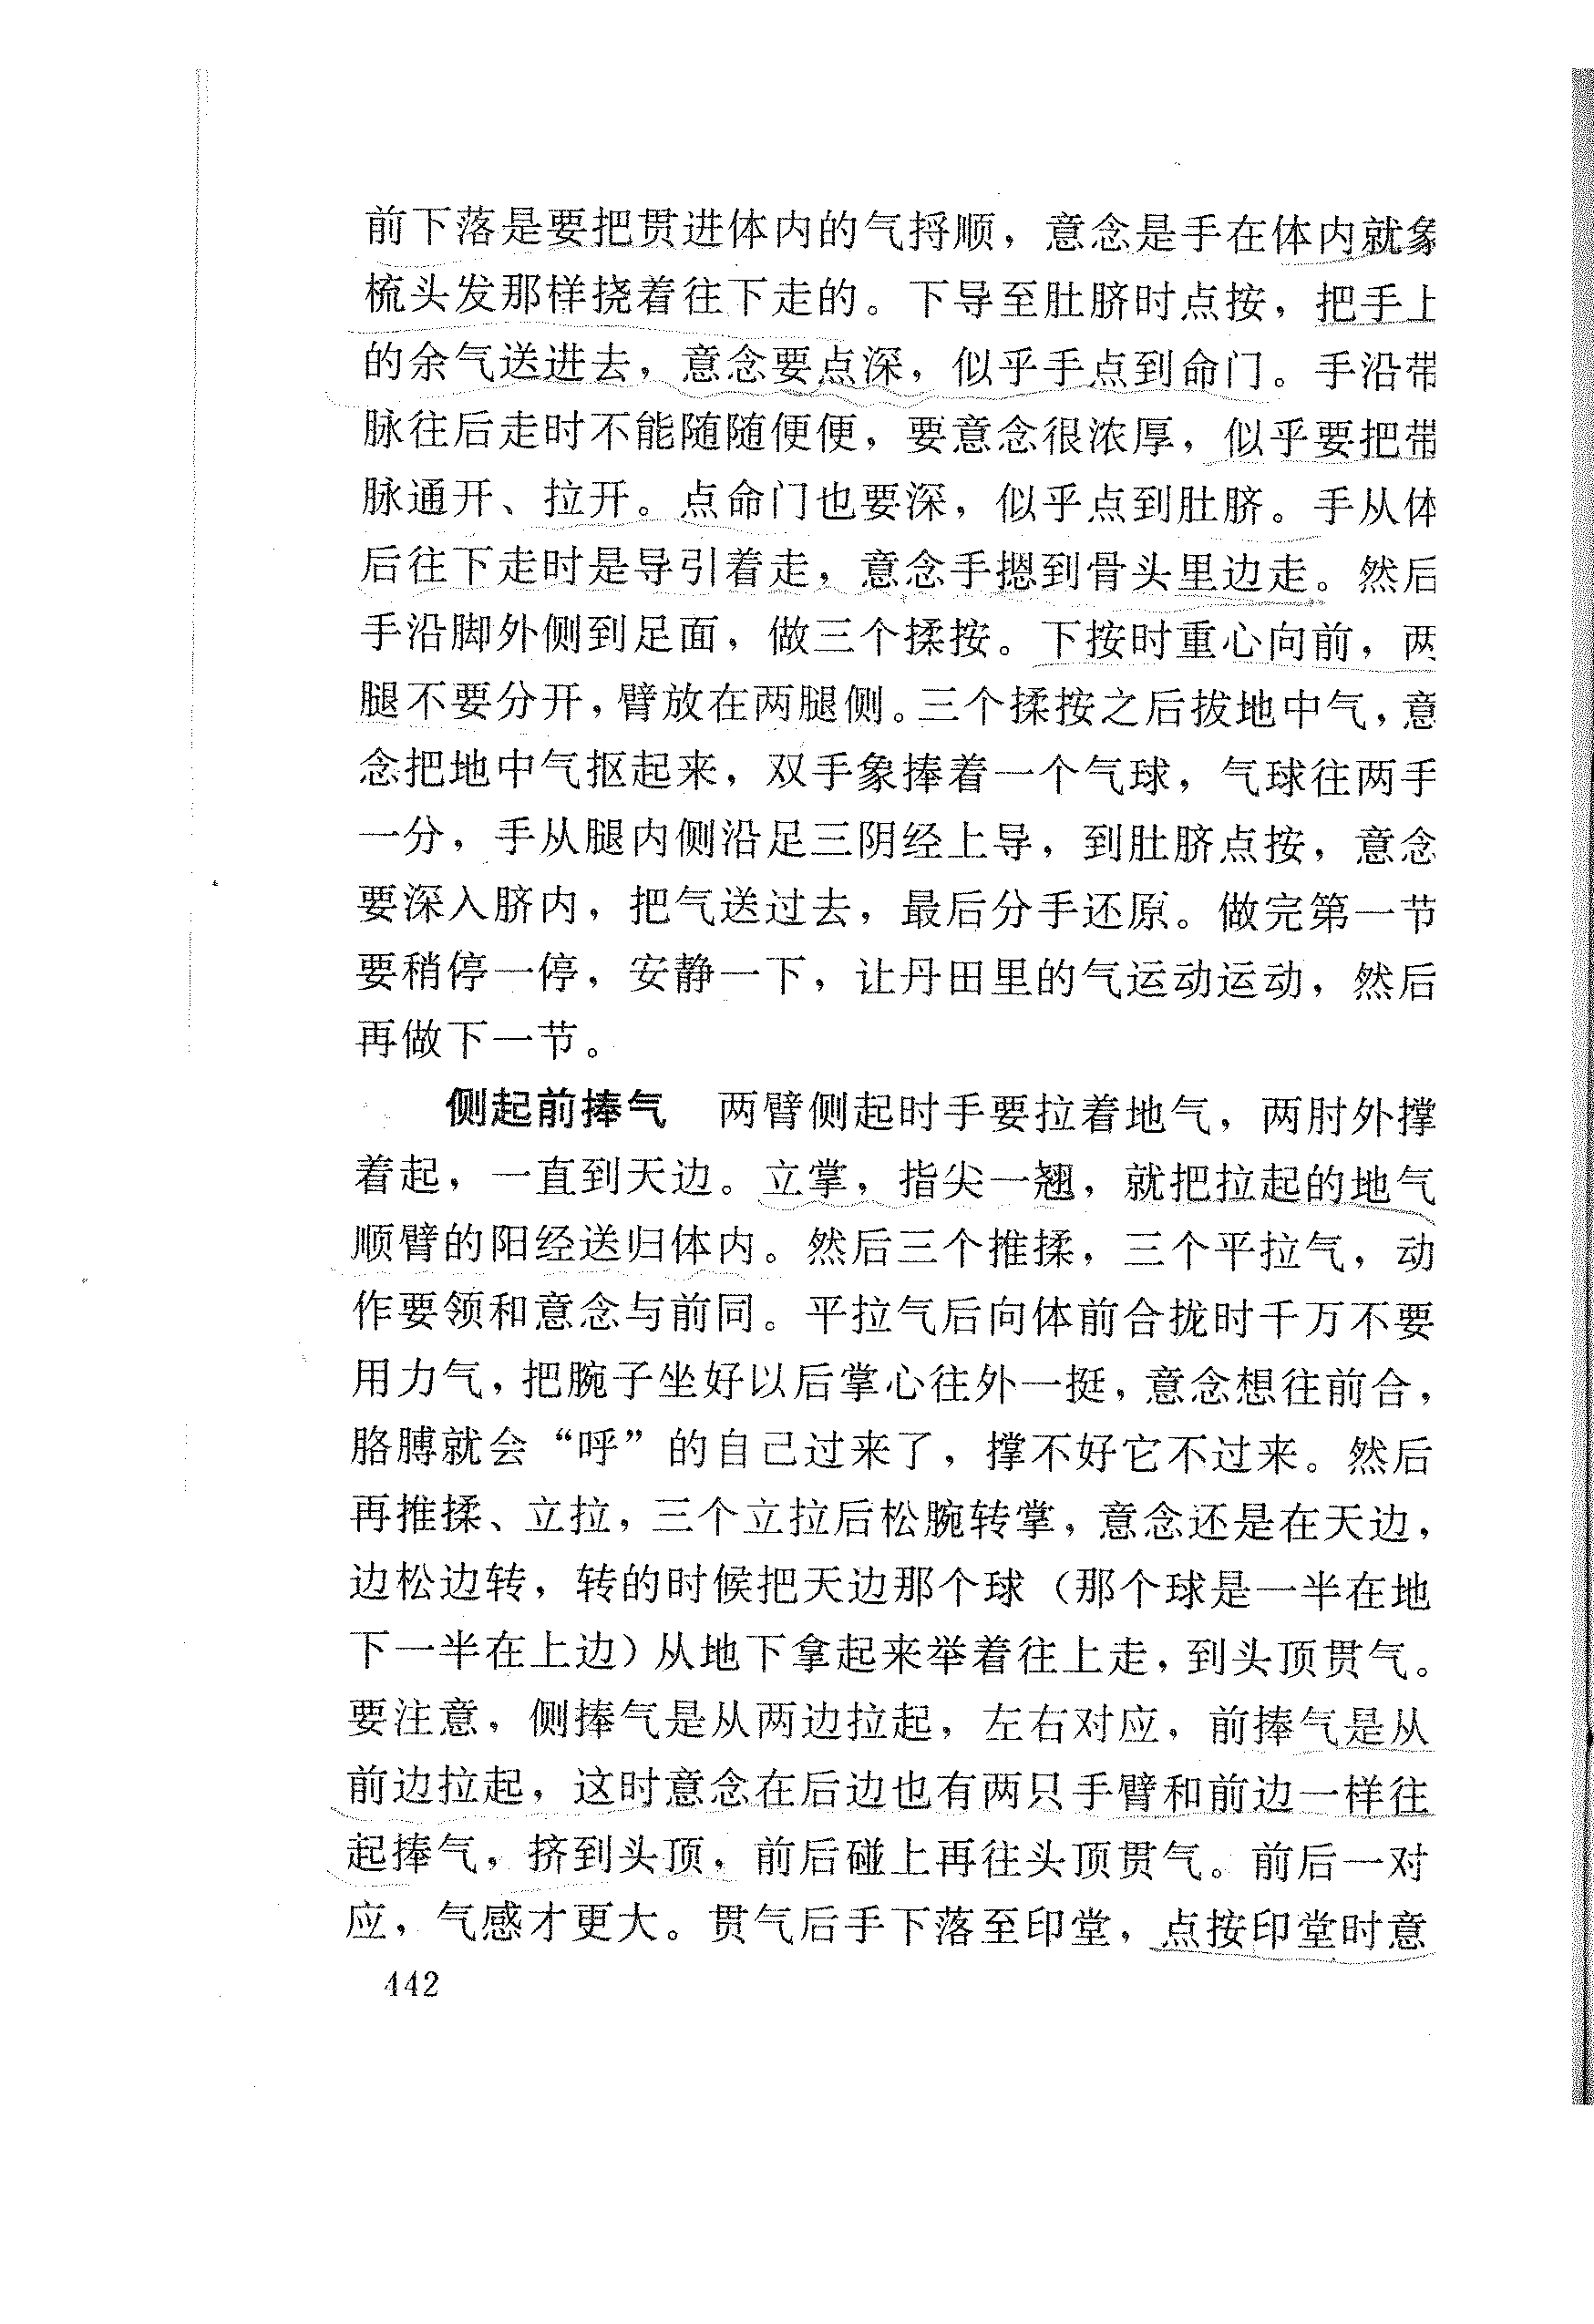 前下落是要把贯进体内的气捋顺，意念是手在体内就象
梳头发那样挠着往下走的。下导至肚脐时点按，把手上
的余气送进去，意念要点深，似乎手点到命门。手沿带
脉往后走时不能随随便便，要意念很浓厚，似乎要把带
脉通开、拉开。点命门也要深，似乎点到肚脐。手从体
后往下走时是导引着走，意念手摁到骨头里边走。然后
手沿脚外侧到足面，做三个揉按。下按时重心向前，两
腿不要分开，臂放在两腿侧。三个揉按之后拔地中气，意
念把地中气抠起来，双手象捧着一个气球，气球往两手
一分，手从腿内侧沿足三阴经上导，到肚脐点按，意念
要深入脐内，把气送过去，最后分手还原。做完第一节
要稍停一停，安静一下，让丹田里的气运动运动，然后
再做下一节。
侧起前捧气　两臂侧起时手要拉着地气，两肘外撑
着起，一直到天边。立掌，指尖一翘，就把拉起的地气
顺臂的阳经送归体内。然后三个推揉，三个平拉气，动
作要领和意念与前同。平拉气后向体前合拢时千万不要
用力气，把腕子坐好以后掌心往外一挺，意念想往前合，
胳膊就会“呼”的自己过来了，撑不好它不过来。然后
再推揉、立拉，三个立拉后松腕转掌，意念还是在天边，
边松边转，转的时候把天边那个球（那个球是一半在地
下一半在上边）从地下拿起来举着往上走，到头顶贯气。
要注意，侧捧气是从两边拉起，左右对应，前捧气是从
前边拉起，这时意念在后边也有两只手臂和前边一样往
起捧气，挤到头顶，前后碰上再往头顶贯气。前后一对
应，气感才更大。贯气后手下落至印堂，点按印堂时意
442